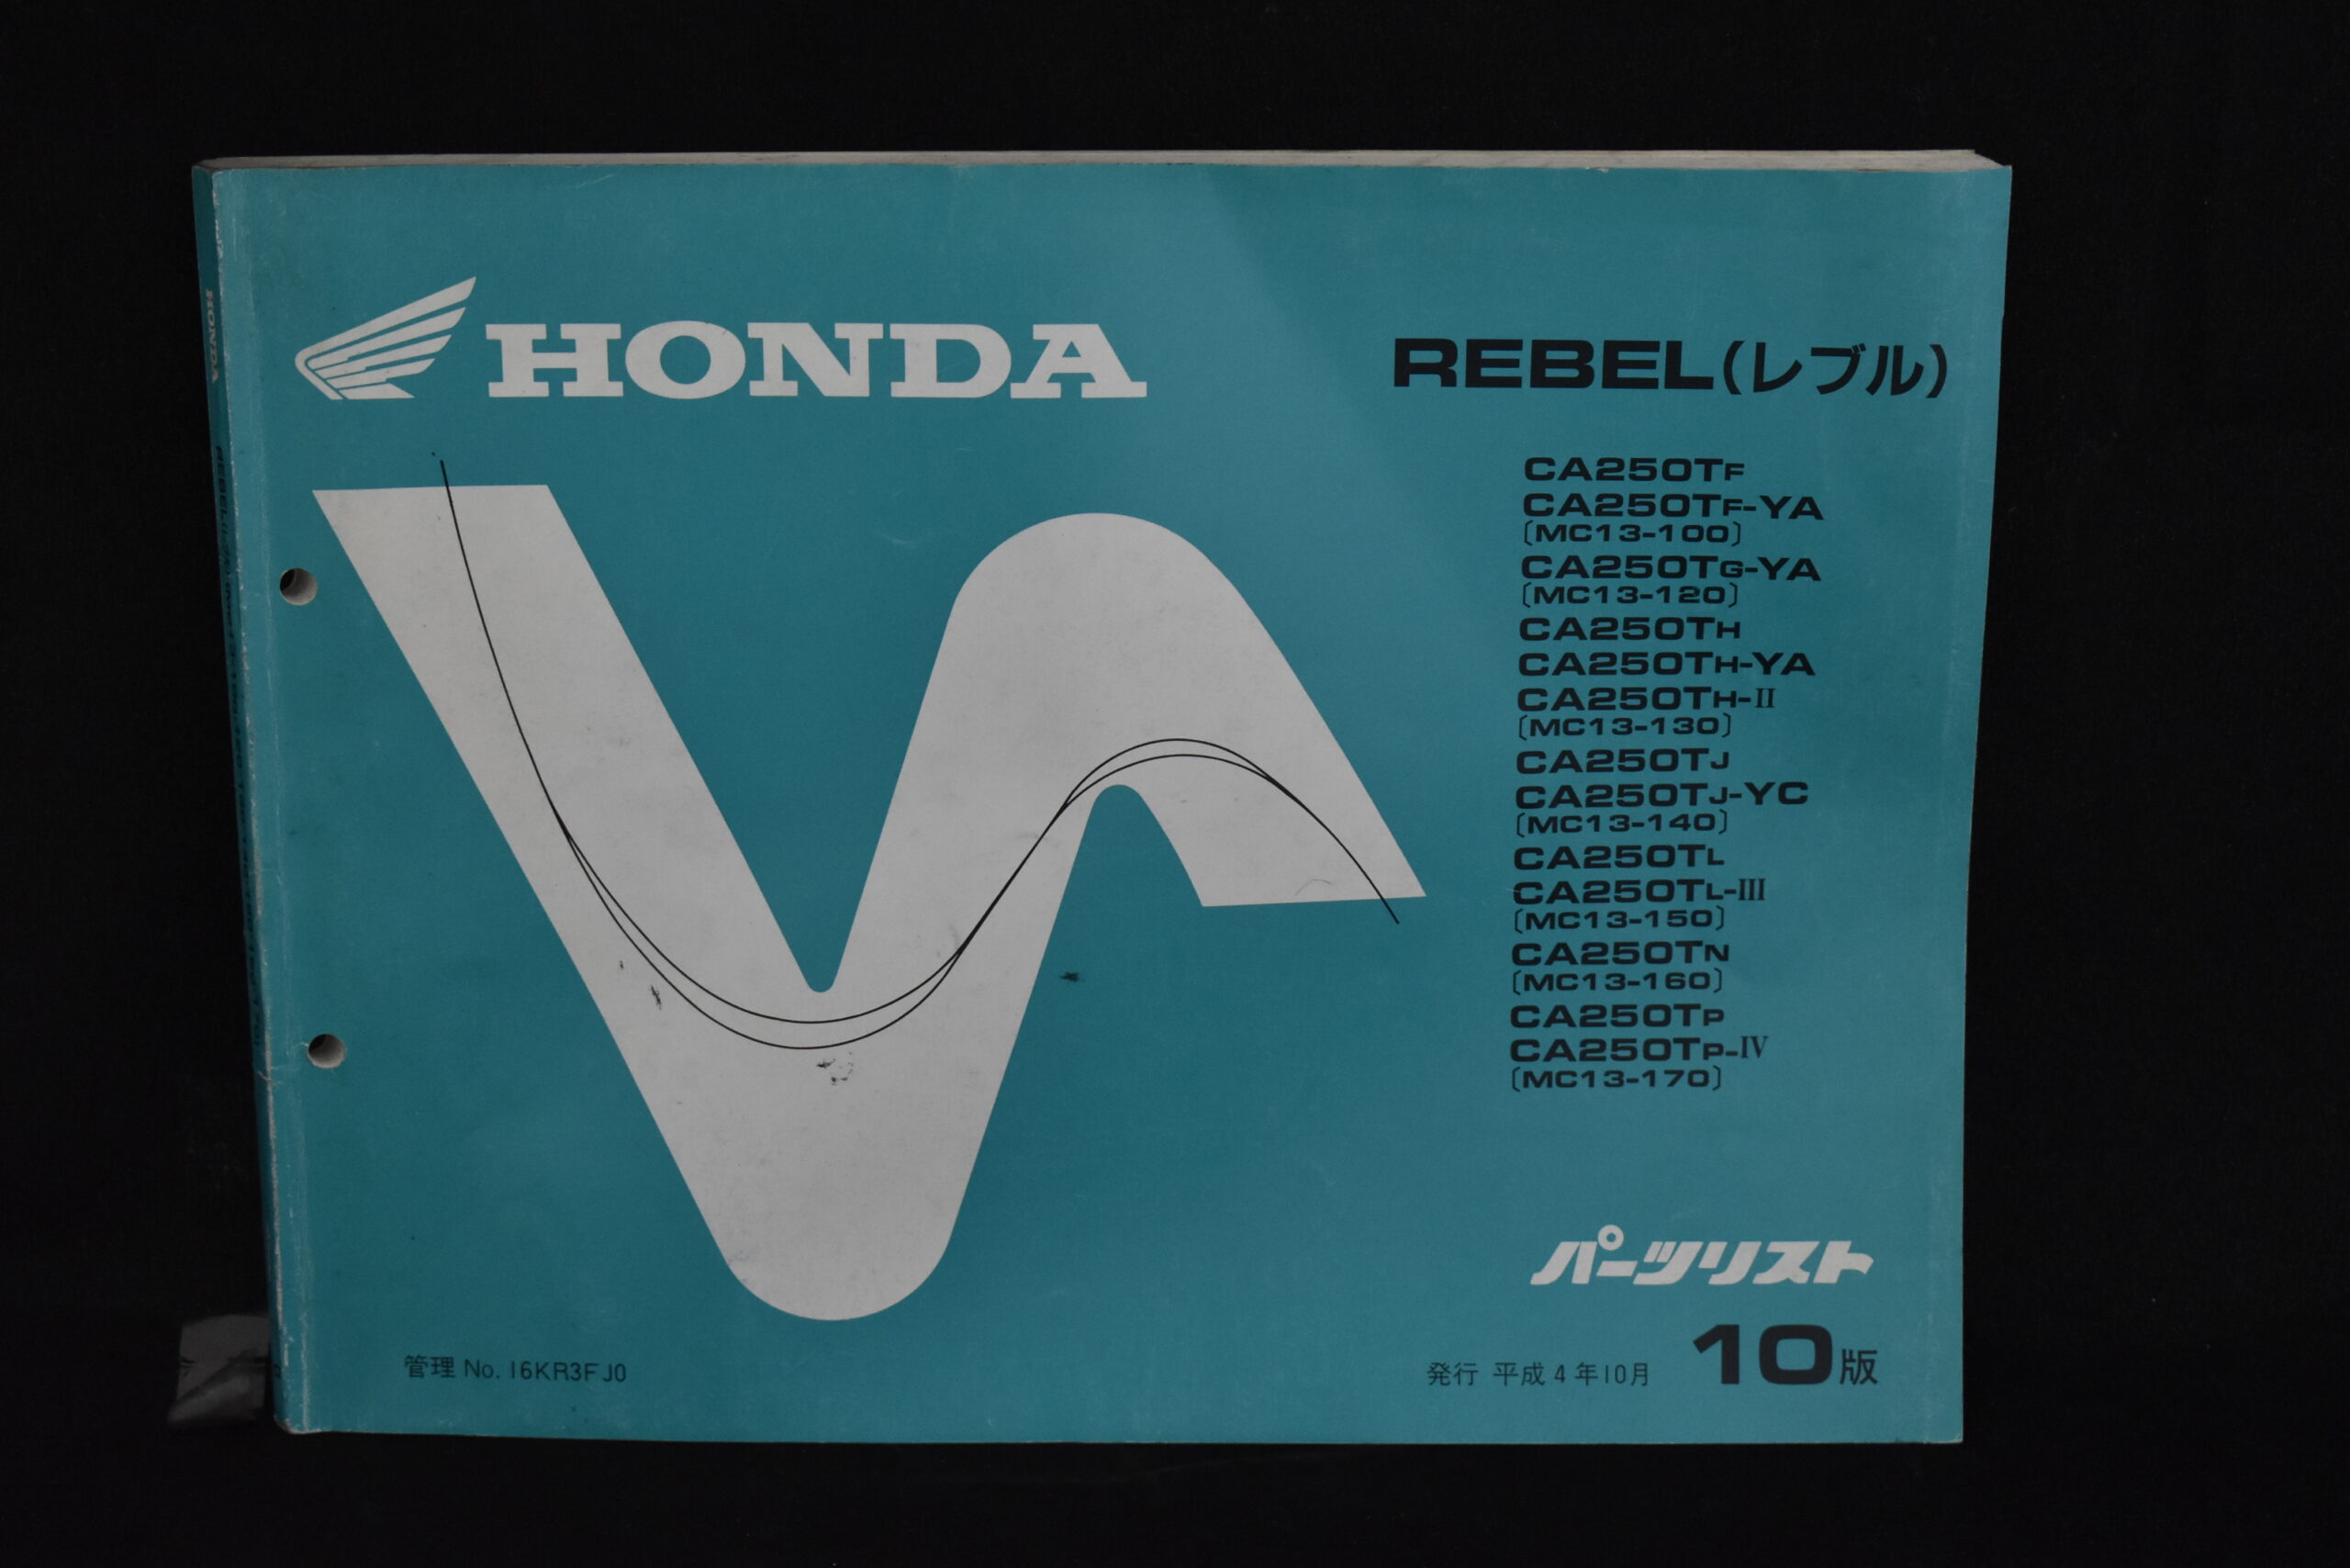 HONDA
REBEL(レブル)
CA250TF
CA250TF-YA
〔MC13-100〕
CA250TG-YA
〔MC13-120〕
CA250TH
CA250TH-YA
CA250TH-II
〔MC13-130〕
CA250TJ
CA250TJ-YC
〔MC13-140〕
CA250TL
CA250TL-III
〔MC13-150〕
CA250TN
〔MC13-160〕
CA250TP
CA250TP-IV
〔MC13-170〕
パーツリスト
管理 No. 16KR3FJ0
発行 平成4年10月 10版
HONDA